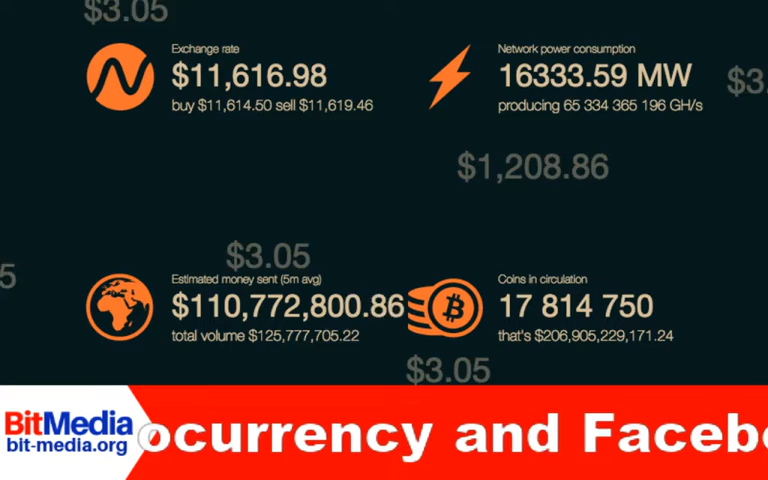 $3.05
Exchange rate
$11,616.98
buy $11,614.50 sell $11,619.46
Network power consumption
16333.59 MW
producing 65 334 365 196 GH/s
$3.
$1,208.86
5
$3.05
Estimated money sent (5m avg)
$110,772,800.86
total volume $125,777,705.22
Coins in circulation
17 814 750
that's $206,905,229,171.24
$3.05
BitMedia
bit-media.org
ocurrency and Facebo